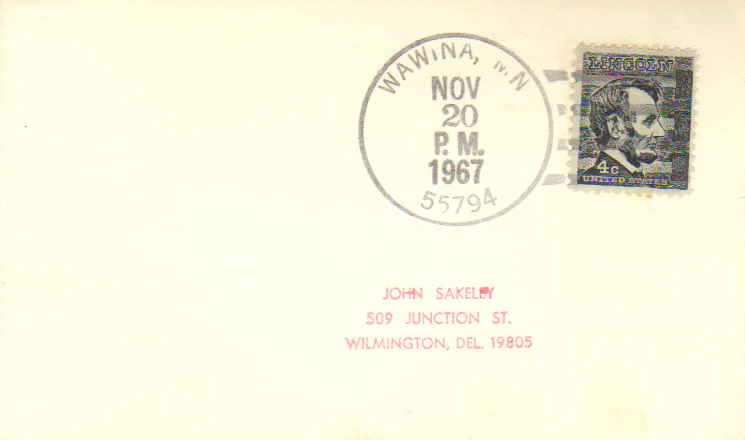 WAWINA, MN
NOV
20
P. M.
1967
55794
LINCOLN
4c
UNITED STATES
JOHN SAKELEY
509 JUNCTION ST.
WILMINGTON, DEL. 19805